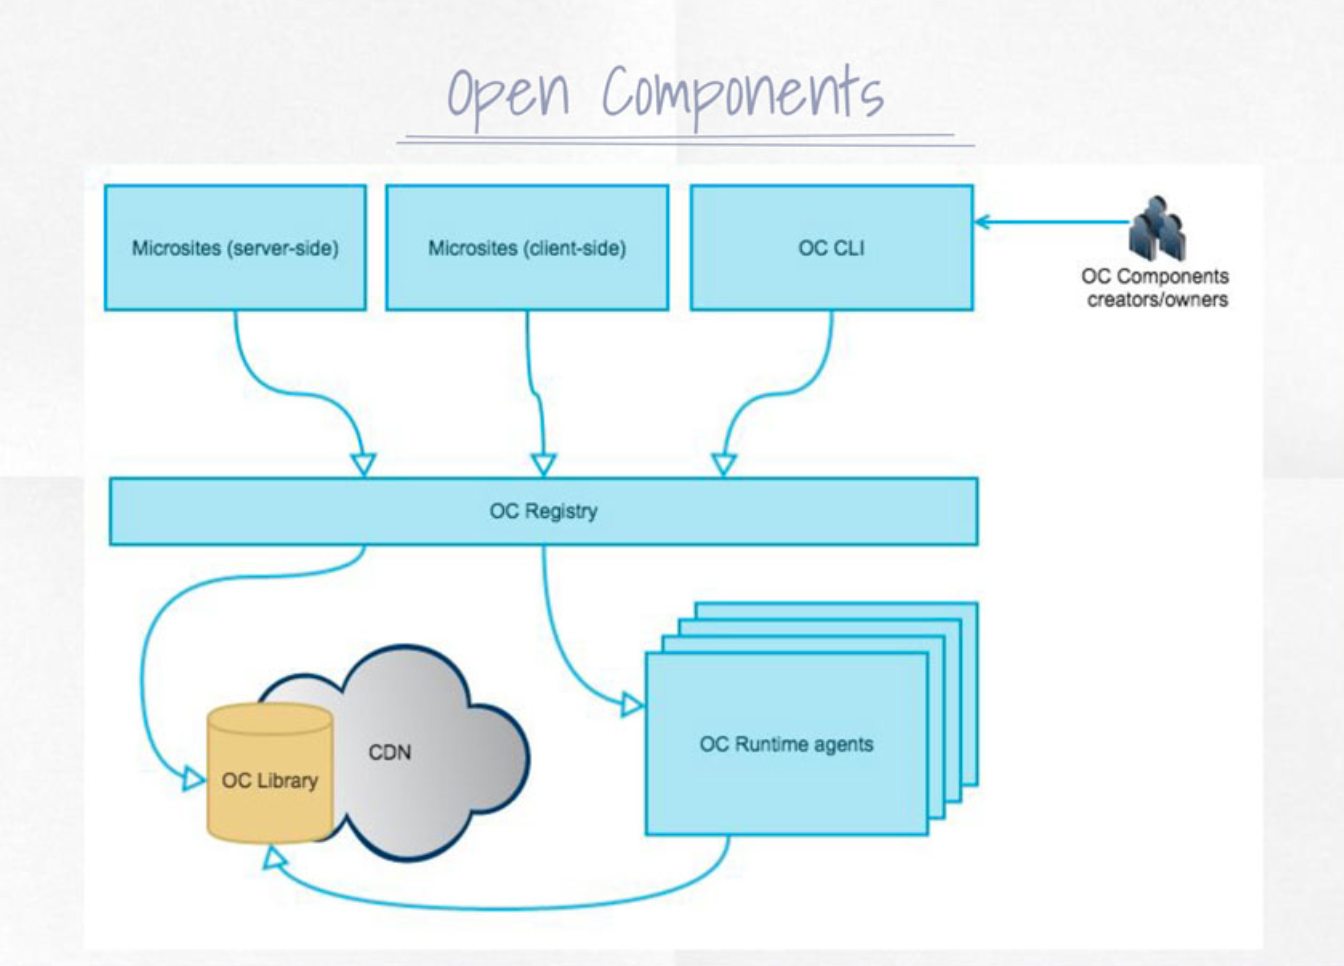 Open Components
Microsites (server-side)
Microsites (client-side)
OC CLI
OC Components
creators/owners
OC Registry
CDN
OC Library
OC Runtime agents